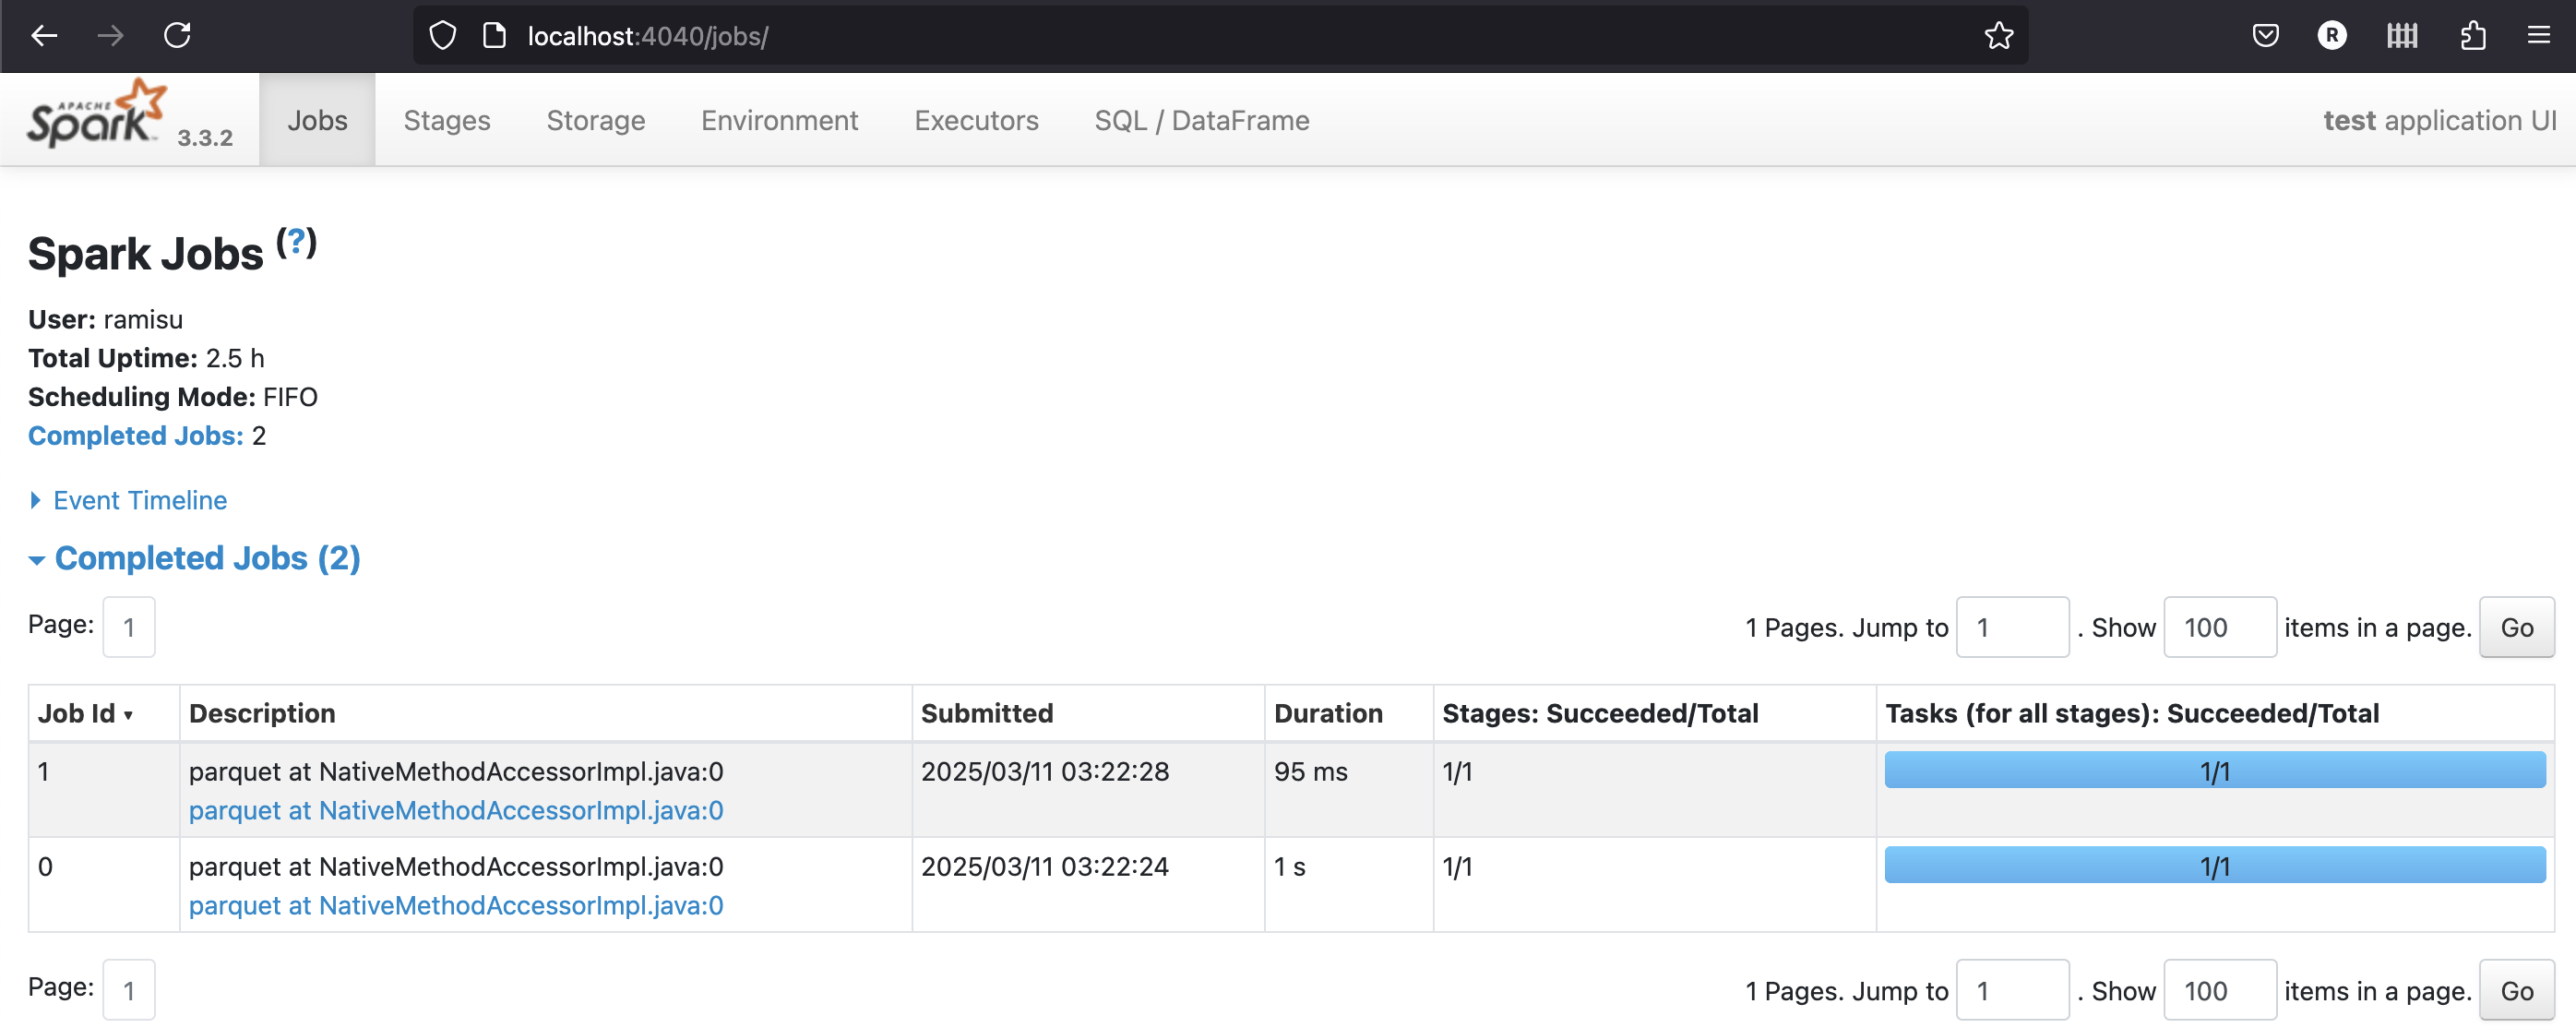 localhost:4040/jobs/
APACHE Spark 3.3.2 Jobs Stages Storage Environment Executors SQL / DataFrame test application UI
Spark Jobs (?)
User: ramisu
Total Uptime: 2.5 h
Scheduling Mode: FIFO
Completed Jobs: 2
Event Timeline
Completed Jobs (2)
Page: 1 1 Pages. Jump to 1 . Show 100 items in a page. Go
Job Id ▾ Description Submitted Duration Stages: Succeeded/Total Tasks (for all stages): Succeeded/Total
1 parquet at NativeMethodAccessorImpl.java:0 2025/03/11 03:22:28 95 ms 1/1 1/1
parquet at NativeMethodAccessorImpl.java:0
0 parquet at NativeMethodAccessorImpl.java:0 2025/03/11 03:22:24 1 s 1/1 1/1
parquet at NativeMethodAccessorImpl.java:0
Page: 1 1 Pages. Jump to 1 . Show 100 items in a page. Go